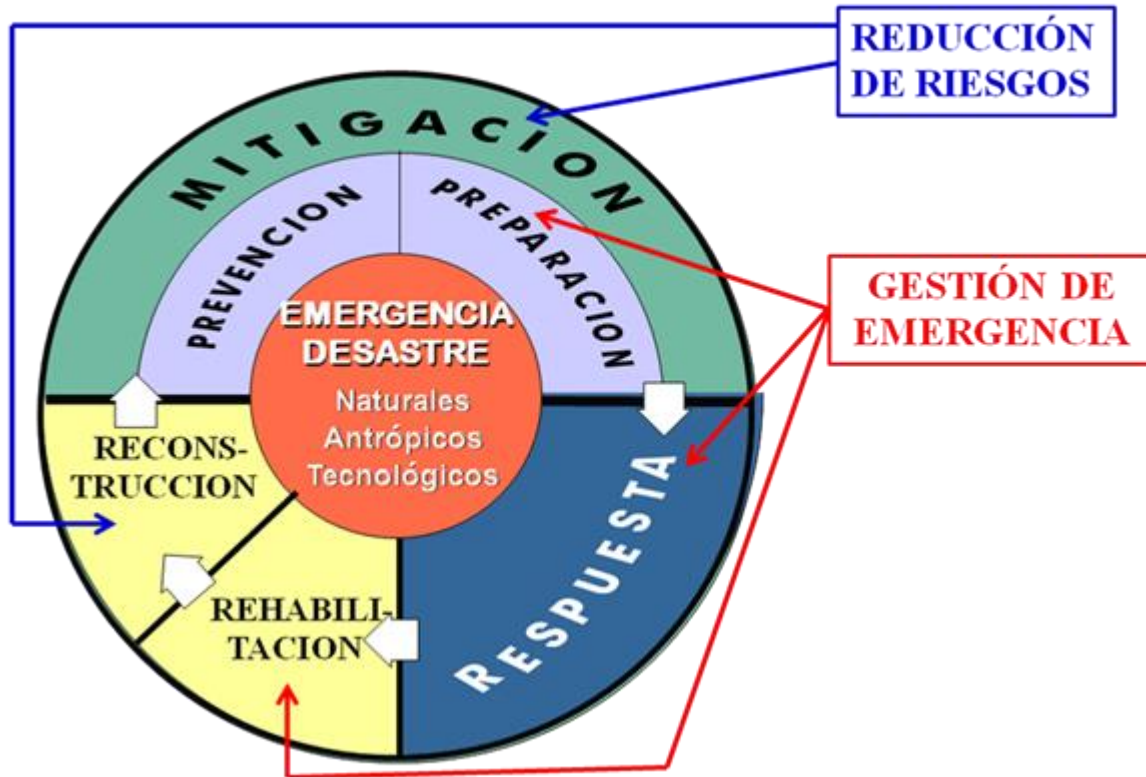 REDUCCIÓN
DE RIESGOS
MITIGACION
PREVENCION
PREPARACION
GESTIÓN DE
EMERGENCIA
EMERGENCIA
DESASTRE
Naturales
Antrópicos
Tecnológicos
RECONS-
TRUCCION
RESPUESTA
REHABILI-
TACION